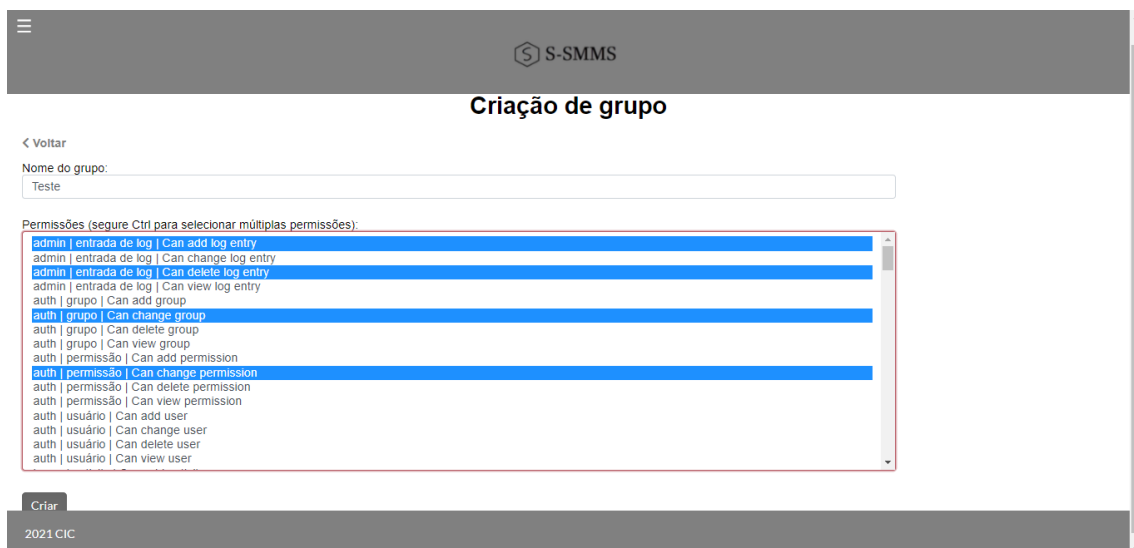 S-SMMS
Criação de grupo
Voltar
Nome do grupo:
Teste
Permissões (segure Ctrl para selecionar múltiplas permissões):
admin | entrada de log | Can add log entry
admin | entrada de log | Can change log entry
admin | entrada de log | Can delete log entry
admin | entrada de log | Can view log entry
auth | grupo | Can add group
auth | grupo | Can change group
auth | grupo | Can delete group
auth | grupo | Can view group
auth | permissão | Can add permission
auth | permissão | Can change permission
auth | permissão | Can delete permission
auth | permissão | Can view permission
auth | usuário | Can add user
auth | usuário | Can change user
auth | usuário | Can delete user
auth | usuário | Can view user
Criar
2021 CIC